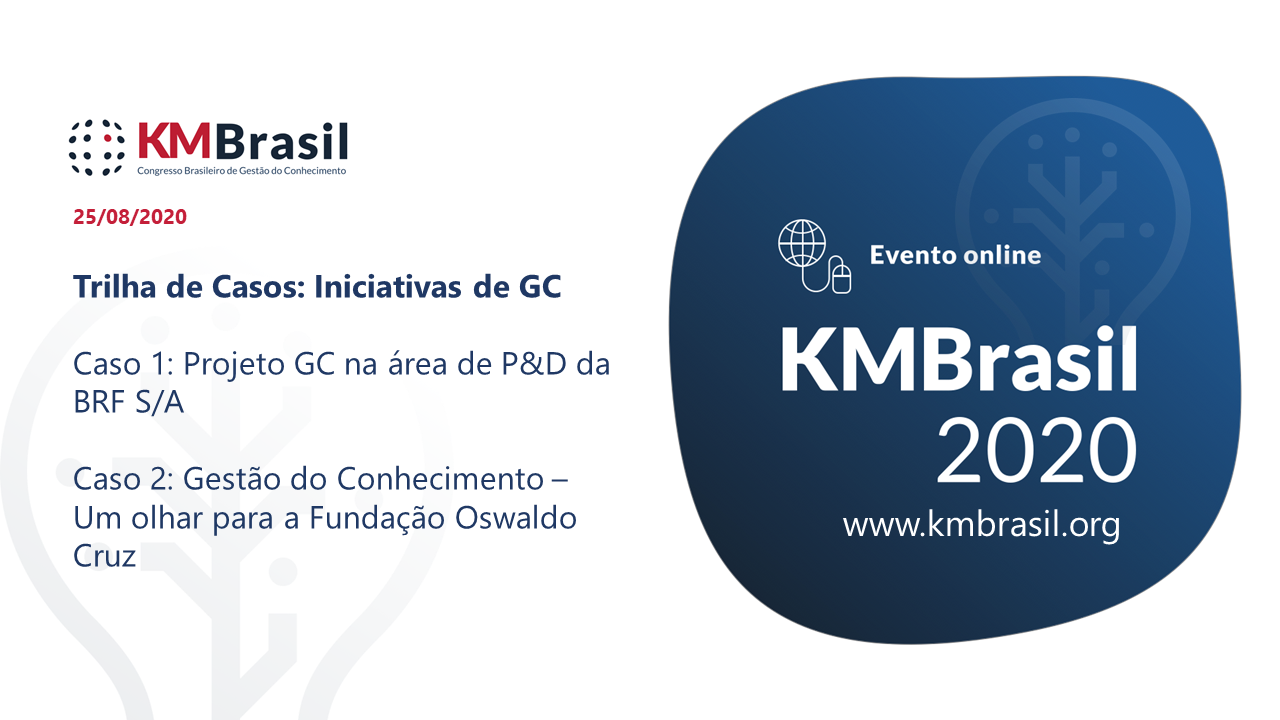 KMBrasil
Congresso Brasileiro de Gestão do Conhecimento
25/08/2020
Trilha de Casos: Iniciativas de GC
Caso 1: Projeto GC na área de P&D da
BRF S/A
Caso 2: Gestão do Conhecimento –
Um olhar para a Fundação Oswaldo
Cruz
Evento online
KMBrasil
2020
www.kmbrasil.org